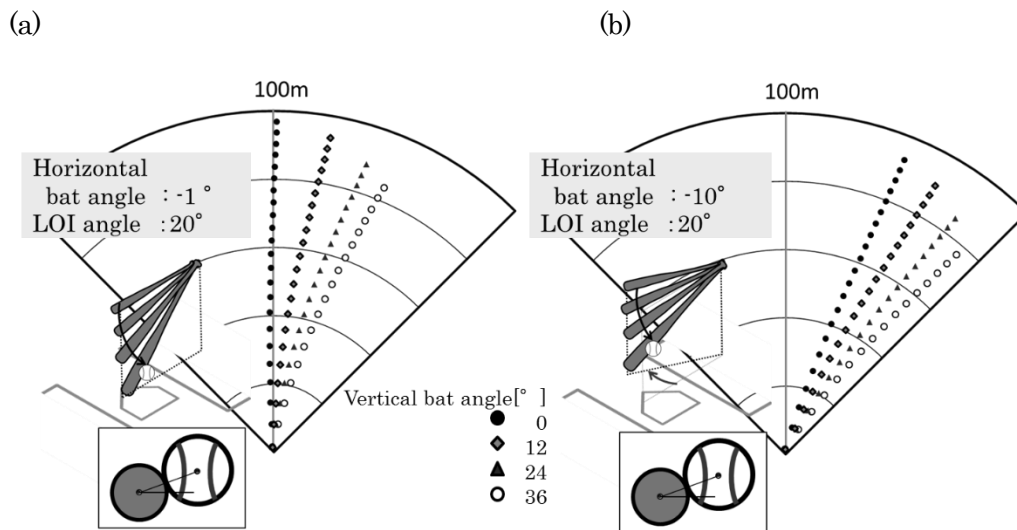 (a)
100m
Horizontal
bat angle : -1°
LOI angle : 20°
(b)
100m
Horizontal
bat angle : -10°
LOI angle : 20°
Vertical bat angle[° ]
0
12
24
36